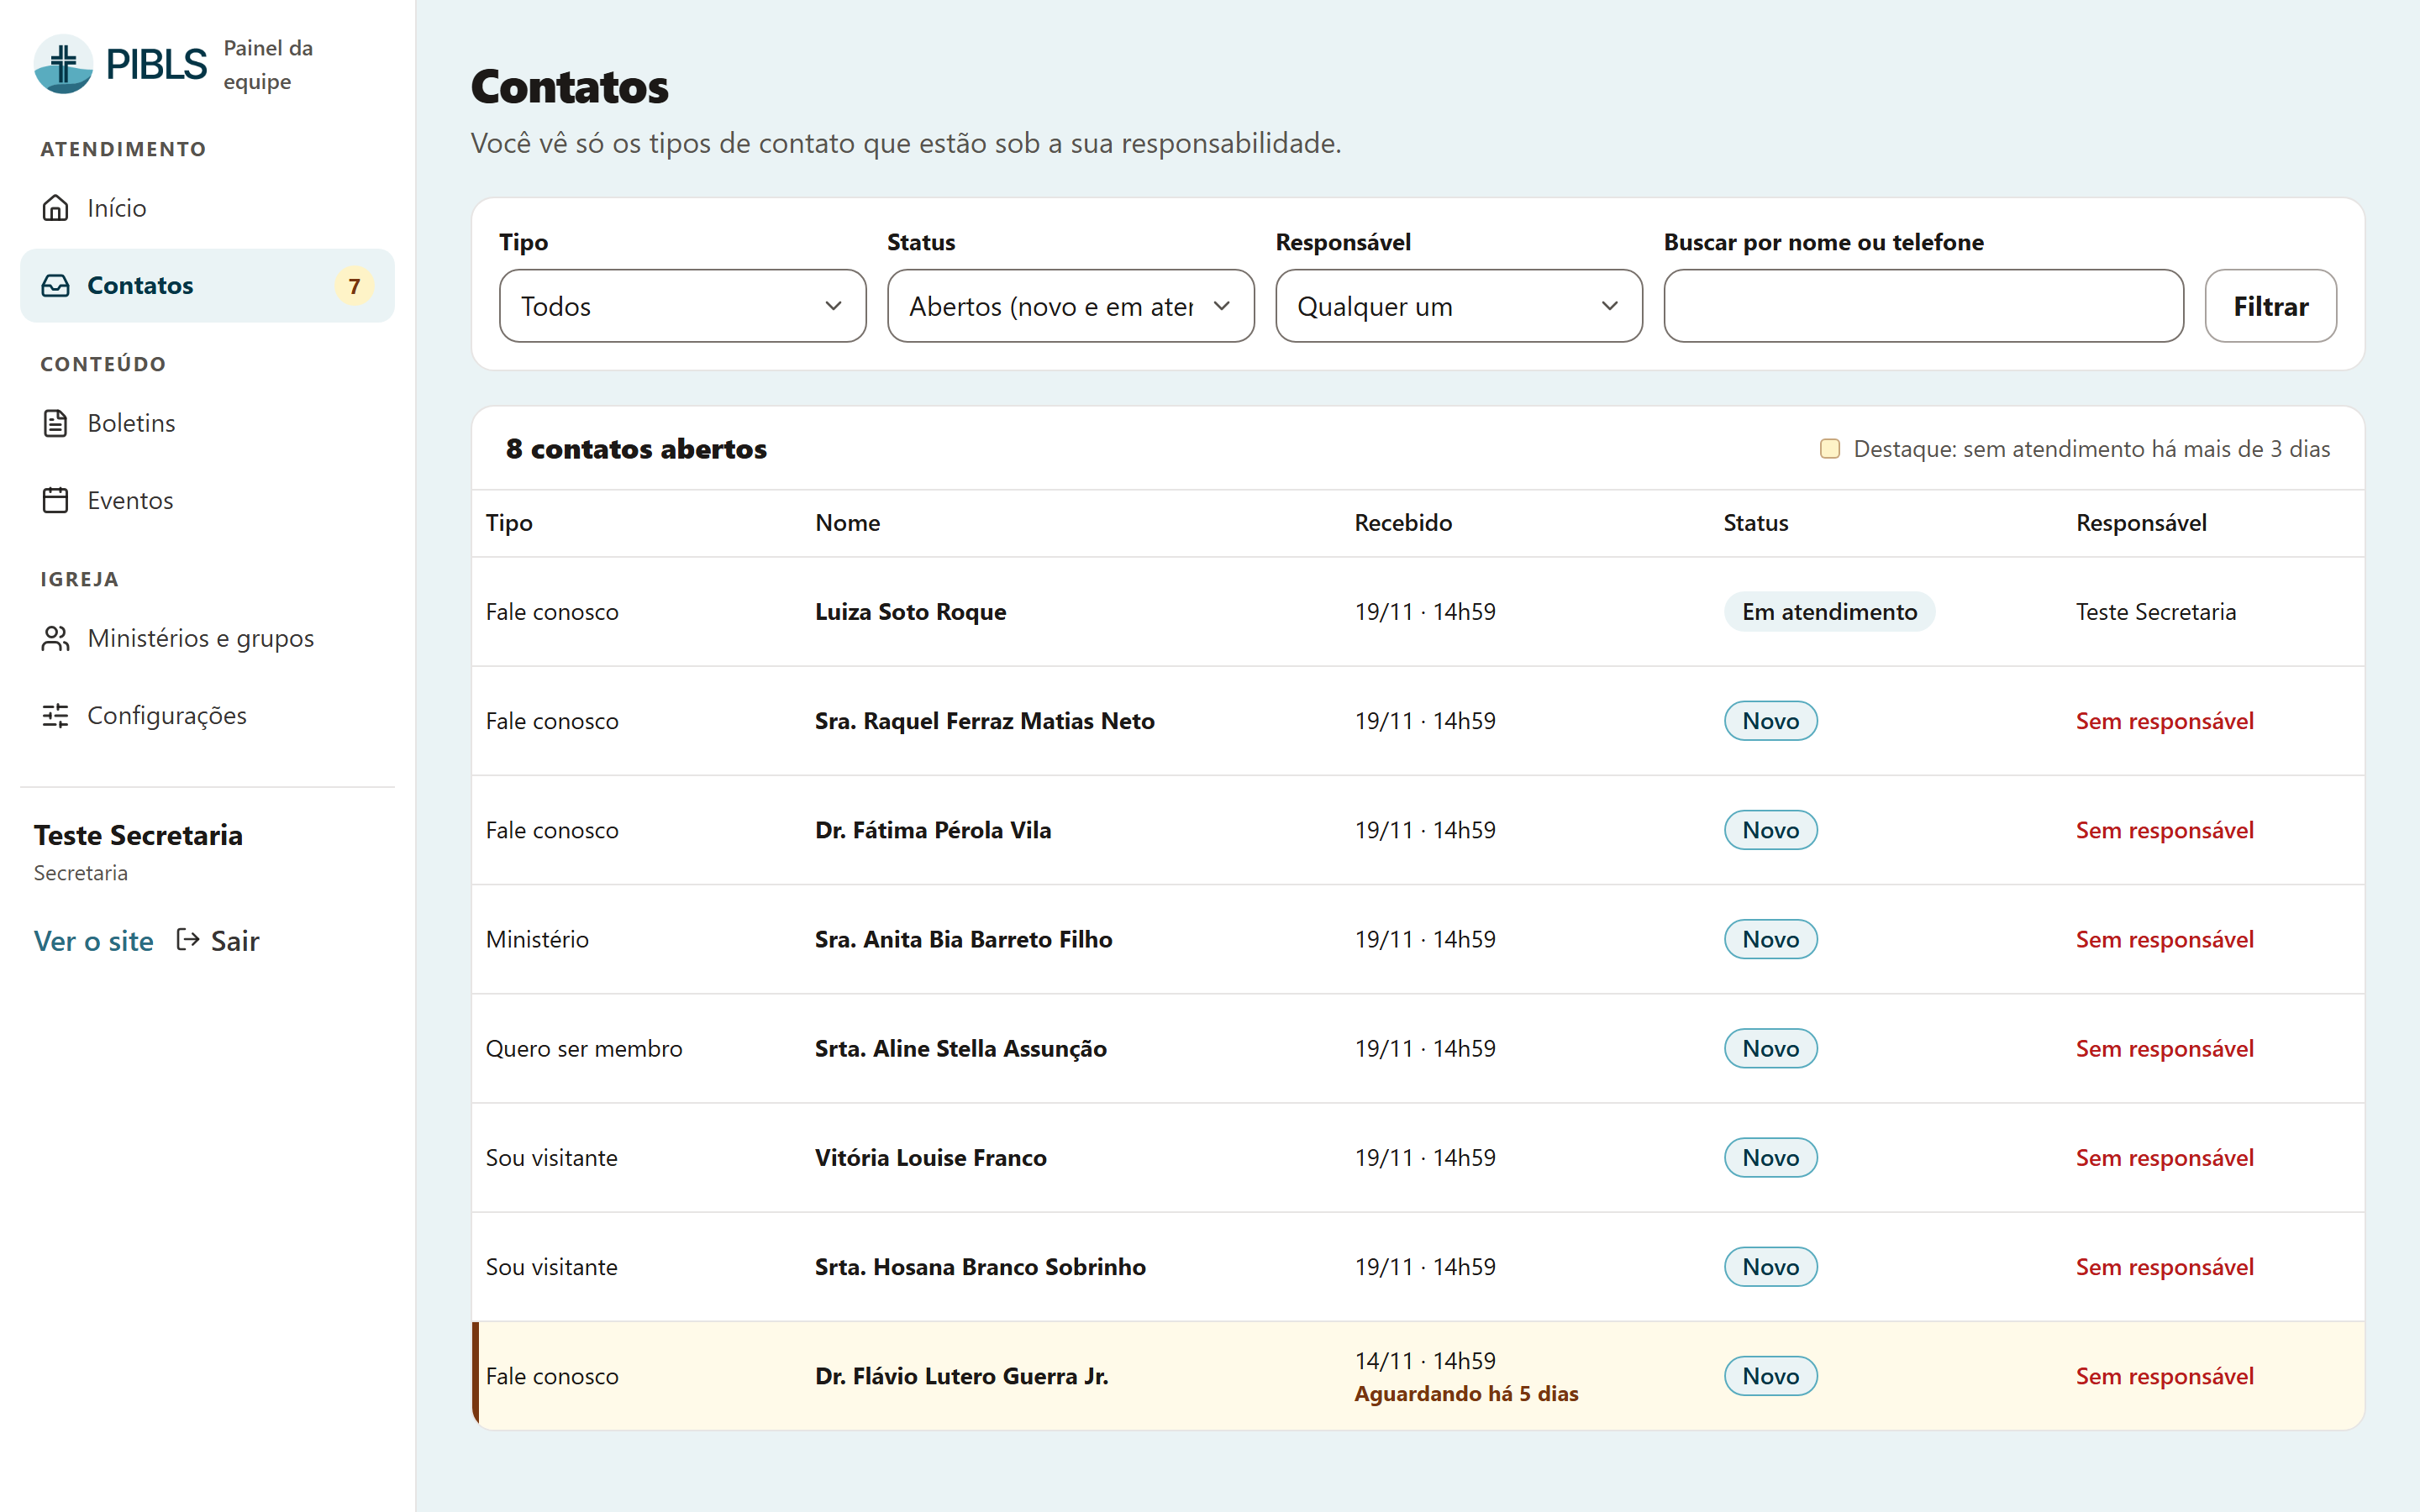 PIBLS
Painel da
equipe
ATENDIMENTO
Início
Contatos
7
CONTEÚDO
Boletins
Eventos
IGREJA
Ministérios e grupos
Configurações
Teste Secretaria
Secretaria
Ver o site
Sair
Contatos
Você vê só os tipos de contato que estão sob a sua responsabilidade.
Tipo
Todos
Status
Abertos (novo e em aten
Responsável
Qualquer um
Buscar por nome ou telefone
Filtrar
8 contatos abertos
Destaque: sem atendimento há mais de 3 dias
Tipo Nome Recebido Status Responsável
Fale conosco Luiza Soto Roque 19/11 · 14h59 Em atendimento Teste Secretaria
Fale conosco Sra. Raquel Ferraz Matias Neto 19/11 · 14h59 Novo Sem responsável
Fale conosco Dr. Fátima Pérola Vila 19/11 · 14h59 Novo Sem responsável
Ministério Sra. Anita Bia Barreto Filho 19/11 · 14h59 Novo Sem responsável
Quero ser membro Srta. Aline Stella Assunção 19/11 · 14h59 Novo Sem responsável
Sou visitante Vitória Louise Franco 19/11 · 14h59 Novo Sem responsável
Sou visitante Srta. Hosana Branco Sobrinho 19/11 · 14h59 Novo Sem responsável
Fale conosco Dr. Flávio Lutero Guerra Jr. 14/11 · 14h59 Novo Sem responsável
Aguardando há 5 dias